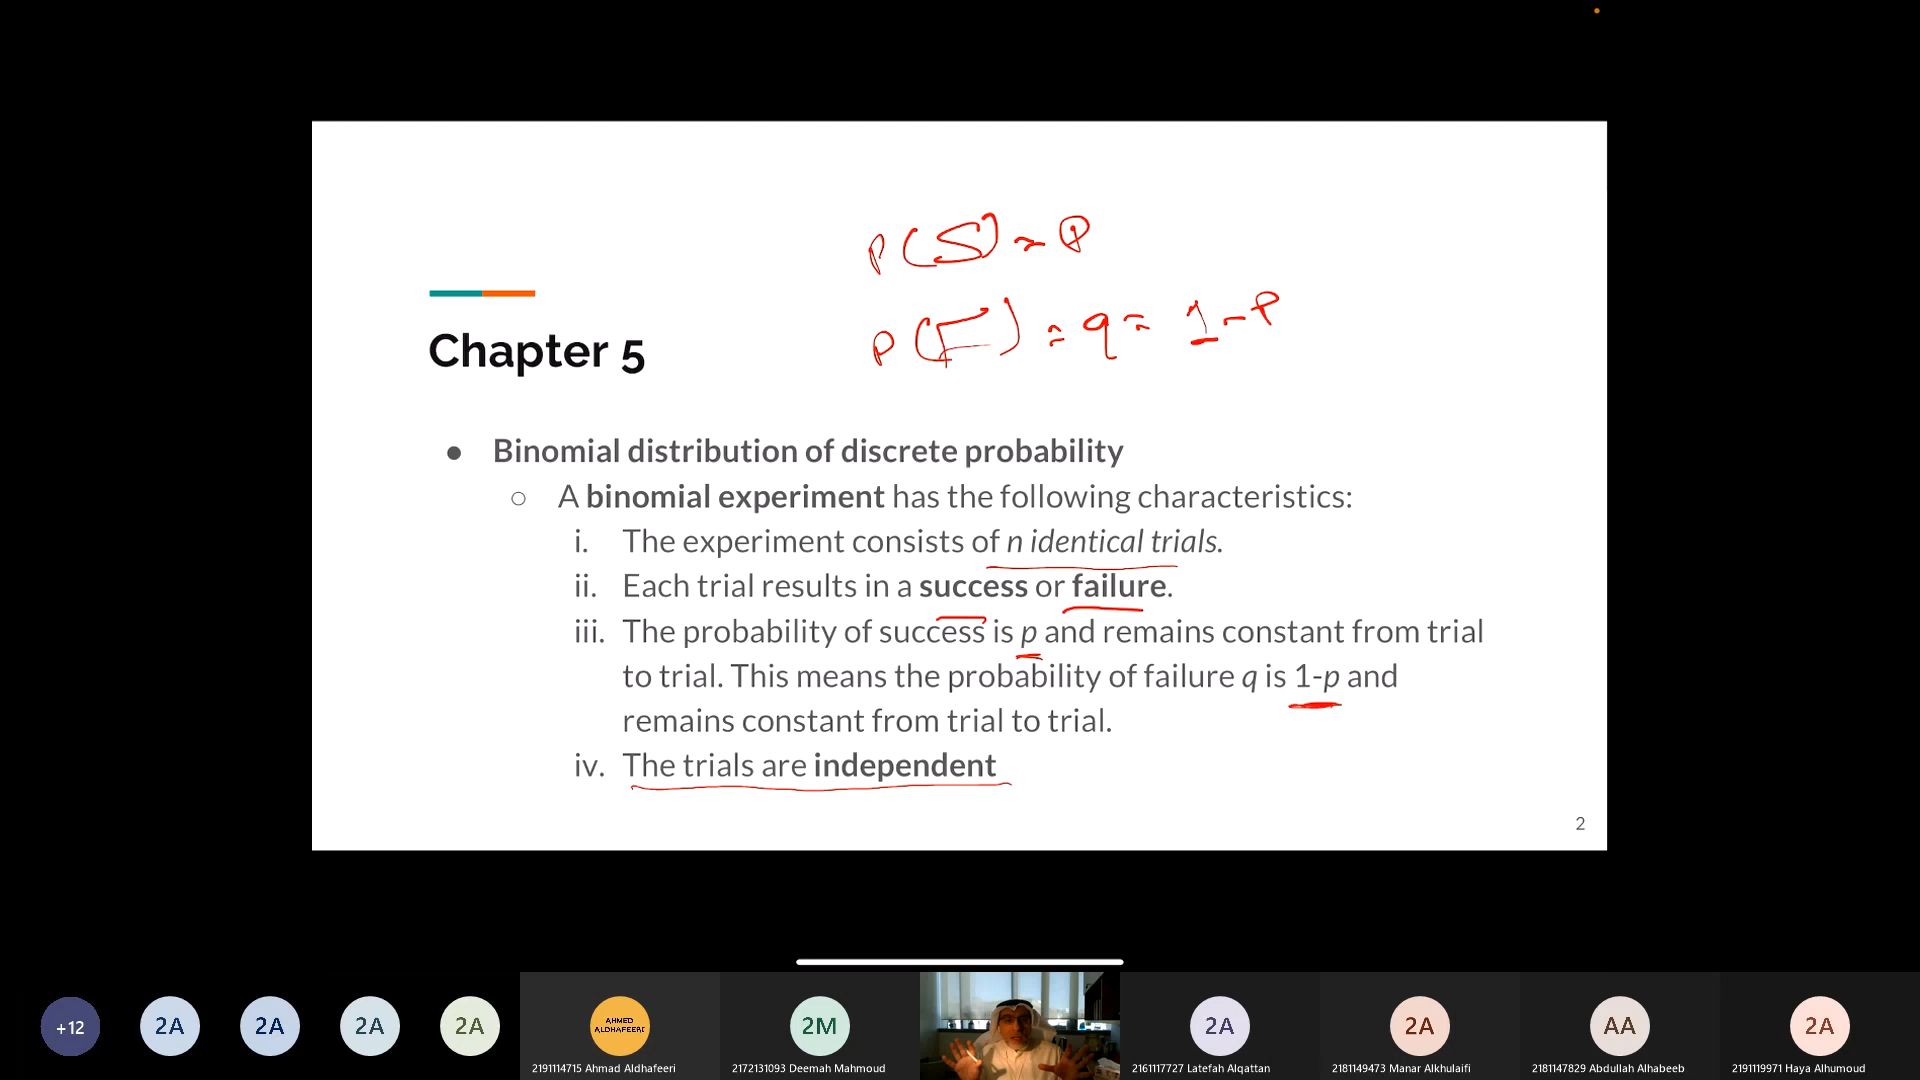 P(S) = P
P(F) = q = 1-P
Chapter 5
● Binomial distribution of discrete probability
○ A binomial experiment has the following characteristics:
i. The experiment consists of n identical trials.
ii. Each trial results in a success or failure.
iii. The probability of success is p and remains constant from trial
to trial. This means the probability of failure q is 1-p and
remains constant from trial to trial.
iv. The trials are independent
2
+12
2A
2A
2A
2A
AHMED
ALDHAFEERI
2191114715 Ahmad Aldhafeeri
2M
2172131093 Deemah Mahmoud
2A
2161117727 Latefah Alqattan
2A
2181149473 Manar Alkhulaifi
AA
2181147829 Abdullah Alhabeeb
2A
2191119971 Haya Alhumoud